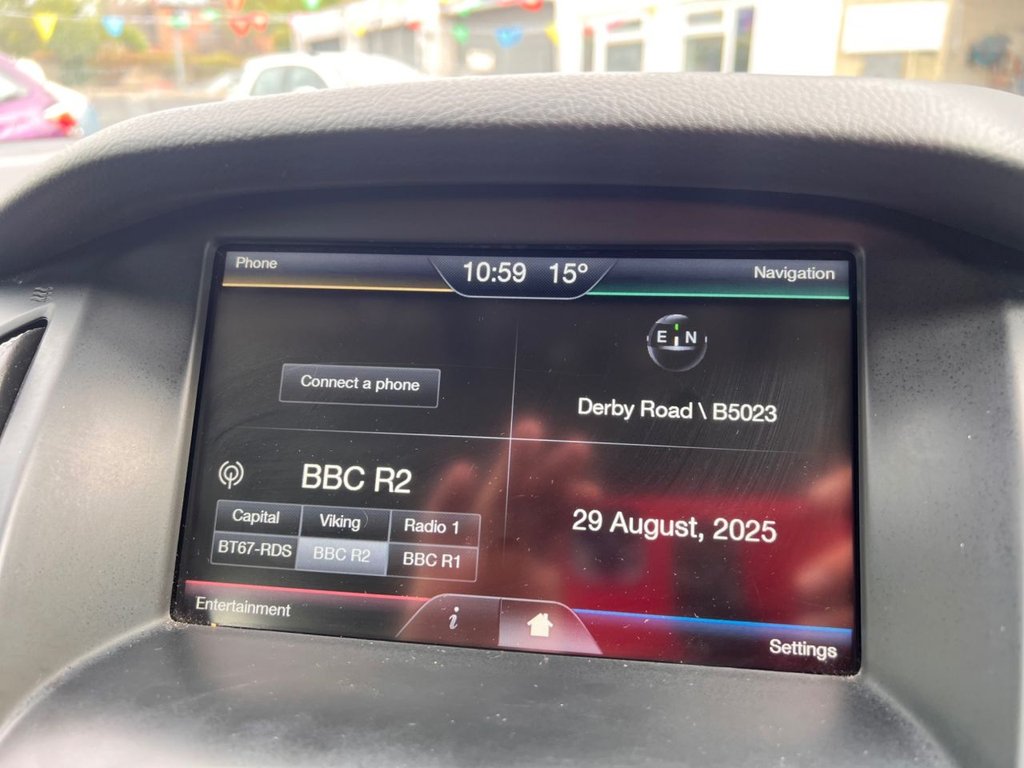 Phone
10:59 15°
Navigation
E N
Connect a phone
Derby Road \ B5023
BBC R2
Capital Viking Radio 1
BT67-RDS BBC R2 BBC R1
29 August, 2025
Entertainment
i
Settings